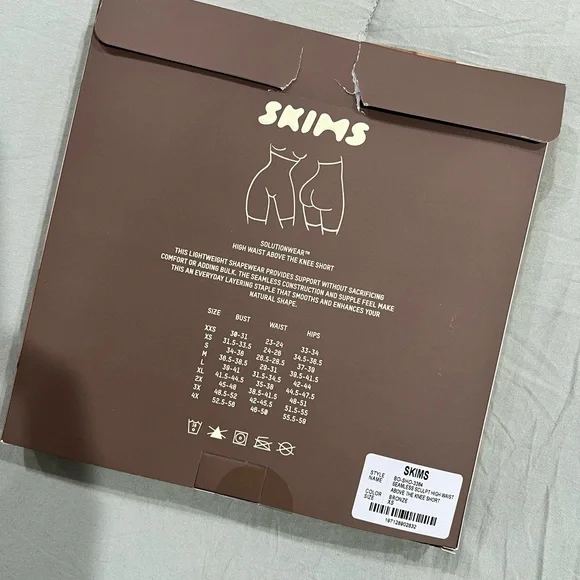 SKIMS
SOLUTIONWEAR™
HIGH WAIST ABOVE THE KNEE SHORT
THIS LIGHTWEIGHT SHAPEWEAR PROVIDES SUPPORT WITHOUT SACRIFICING
COMFORT OR ADDING BULK. THE SEAMLESS CONSTRUCTION AND SUPPLE FEEL MAKE
THIS AN EVERYDAY LAYERING STAPLE THAT SMOOTHS AND ENHANCES YOUR
NATURAL SHAPE.
SIZE BUST WAIST HIPS
XXS 30-31 23-24 33-34
XS 31.5-33.5 24-26 34.5-36.5
S 34-36 26.5-28.5 37-39
M 36.5-38.5 29-31 39.5-41.5
L 39-41 31.5-34.5 42-44
XL 41.5-44.5 35-38 44.5-47.5
2X 45-48 38.5-41.5 48-51
3X 48.5-52 42-45.5 51.5-55
4X 52.5-56 46-50 55.5-59
SKIMS
STYLE BO-SHO-3384
NAME SEAMLESS SCULPT HIGH WAIST
ABOVE THE KNEE SHORT
COLOR BRONZE
SIZE XS
197128902832